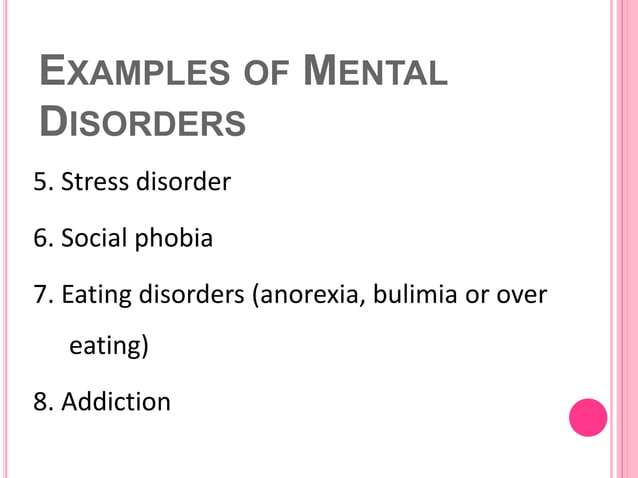 EXAMPLES OF MENTAL
DISORDERS
5. Stress disorder
6. Social phobia
7. Eating disorders (anorexia, bulimia or over
eating)
8. Addiction